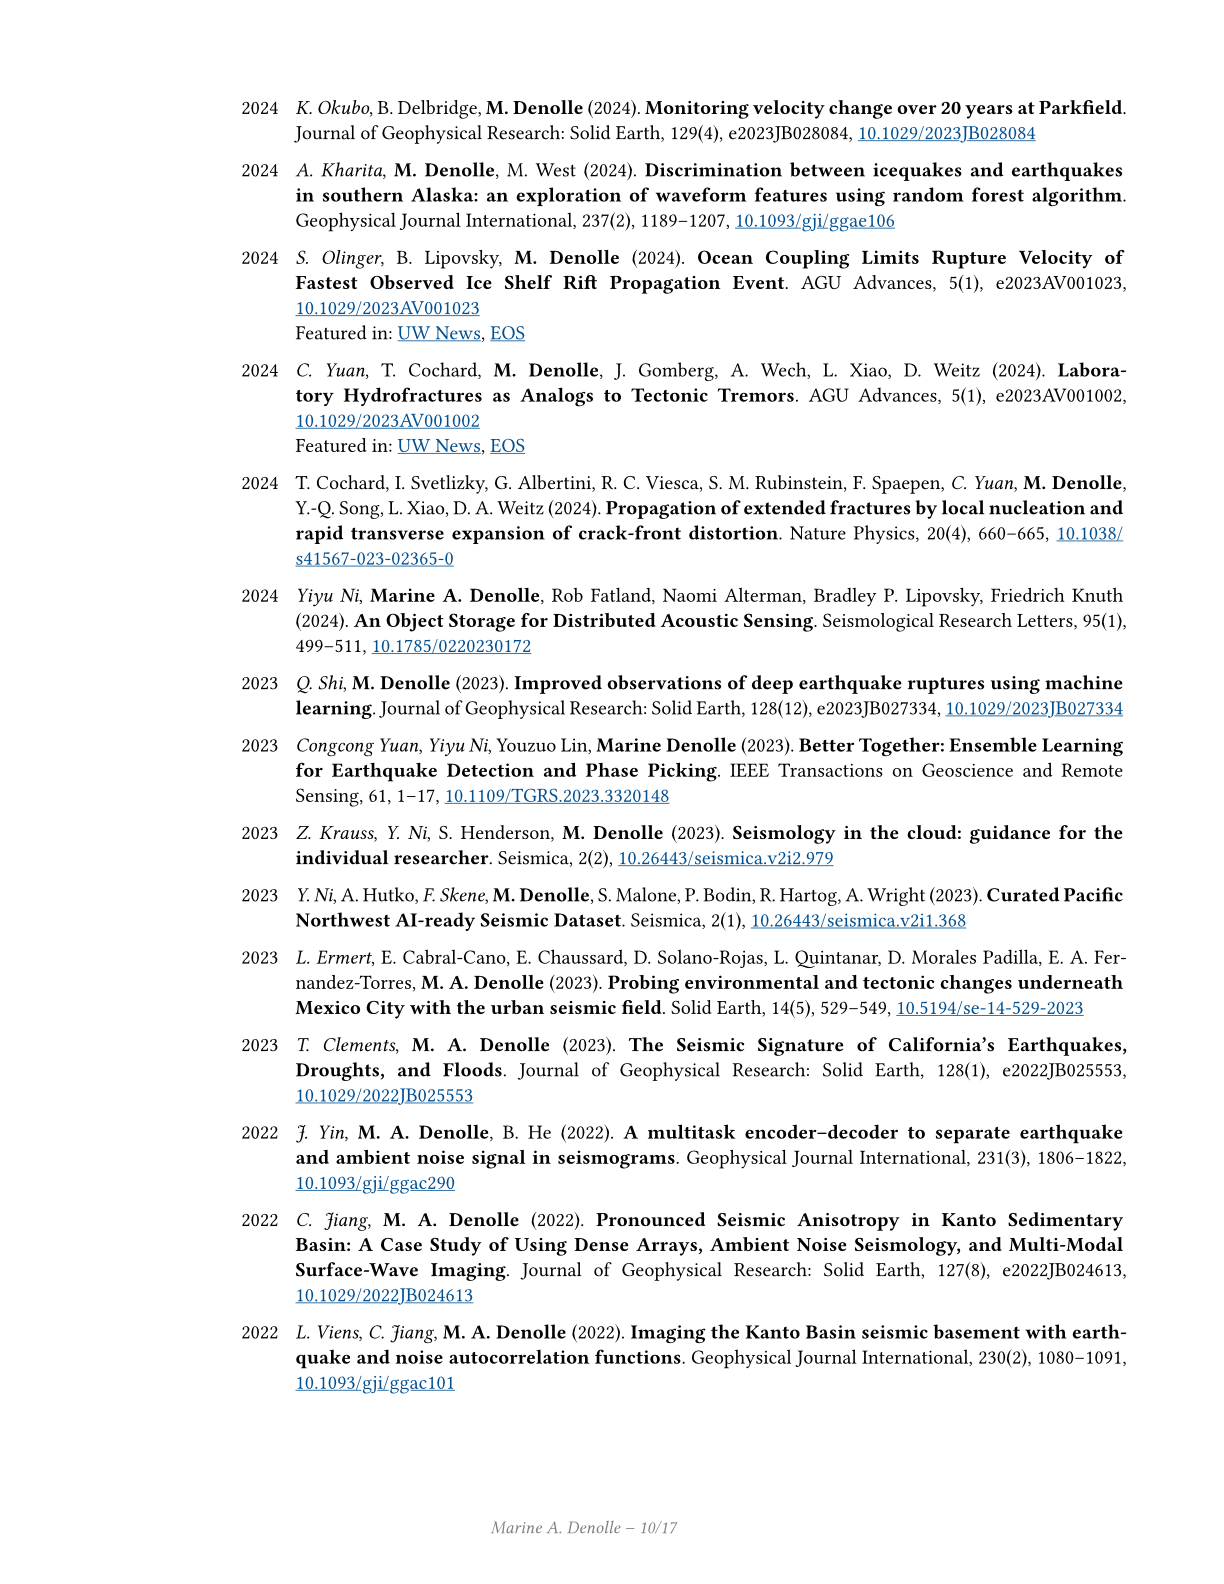 2024 K. Okubo, B. Delbridge, M. Denolle (2024). Monitoring velocity change over 20 years at Parkfield.
Journal of Geophysical Research: Solid Earth, 129(4), e2023JB028084, 10.1029/2023JB028084
2024 A. Kharita, M. Denolle, M. West (2024). Discrimination between icequakes and earthquakes
in southern Alaska: an exploration of waveform features using random forest algorithm.
Geophysical Journal International, 237(2), 1189–1207, 10.1093/gji/ggae106
2024 S. Olinger, B. Lipovsky, M. Denolle (2024). Ocean Coupling Limits Rupture Velocity of
Fastest Observed Ice Shelf Rift Propagation Event. AGU Advances, 5(1), e2023AV001023,
10.1029/2023AV001023
Featured in: UW News, EOS
2024 C. Yuan, T. Cochard, M. Denolle, J. Gomberg, A. Wech, L. Xiao, D. Weitz (2024). Labora-
tory Hydrofractures as Analogs to Tectonic Tremors. AGU Advances, 5(1), e2023AV001002,
10.1029/2023AV001002
Featured in: UW News, EOS
2024 T. Cochard, I. Svetlizky, G. Albertini, R. C. Viesca, S. M. Rubinstein, F. Spaepen, C. Yuan, M. Denolle,
Y.-Q. Song, L. Xiao, D. A. Weitz (2024). Propagation of extended fractures by local nucleation and
rapid transverse expansion of crack-front distortion. Nature Physics, 20(4), 660–665, 10.1038/
s41567-023-02365-0
2024 Yiyu Ni, Marine A. Denolle, Rob Fatland, Naomi Alterman, Bradley P. Lipovsky, Friedrich Knuth
(2024). An Object Storage for Distributed Acoustic Sensing. Seismological Research Letters, 95(1),
499–511, 10.1785/0220230172
2023 Q. Shi, M. Denolle (2023). Improved observations of deep earthquake ruptures using machine
learning. Journal of Geophysical Research: Solid Earth, 128(12), e2023JB027334, 10.1029/2023JB027334
2023 Congcong Yuan, Yiyu Ni, Youzuo Lin, Marine Denolle (2023). Better Together: Ensemble Learning
for Earthquake Detection and Phase Picking. IEEE Transactions on Geoscience and Remote
Sensing, 61, 1–17, 10.1109/TGRS.2023.3320148
2023 Z. Krauss, Y. Ni, S. Henderson, M. Denolle (2023). Seismology in the cloud: guidance for the
individual researcher. Seismica, 2(2), 10.26443/seismica.v2i2.979
2023 Y. Ni, A. Hutko, F. Skene, M. Denolle, S. Malone, P. Bodin, R. Hartog, A. Wright (2023). Curated Pacific
Northwest AI-ready Seismic Dataset. Seismica, 2(1), 10.26443/seismica.v2i1.368
2023 L. Ermert, E. Cabral-Cano, E. Chaussard, D. Solano-Rojas, L. Quintanar, D. Morales Padilla, E. A. Fer-
nandez-Torres, M. A. Denolle (2023). Probing environmental and tectonic changes underneath
Mexico City with the urban seismic field. Solid Earth, 14(5), 529–549, 10.5194/se-14-529-2023
2023 T. Clements, M. A. Denolle (2023). The Seismic Signature of California’s Earthquakes,
Droughts, and Floods. Journal of Geophysical Research: Solid Earth, 128(1), e2022JB025553,
10.1029/2022JB025553
2022 J. Yin, M. A. Denolle, B. He (2022). A multitask encoder–decoder to separate earthquake
and ambient noise signal in seismograms. Geophysical Journal International, 231(3), 1806–1822,
10.1093/gji/ggac290
2022 C. Jiang, M. A. Denolle (2022). Pronounced Seismic Anisotropy in Kanto Sedimentary
Basin: A Case Study of Using Dense Arrays, Ambient Noise Seismology, and Multi-Modal
Surface-Wave Imaging. Journal of Geophysical Research: Solid Earth, 127(8), e2022JB024613,
10.1029/2022JB024613
2022 L. Viens, C. Jiang, M. A. Denolle (2022). Imaging the Kanto Basin seismic basement with earth-
quake and noise autocorrelation functions. Geophysical Journal International, 230(2), 1080–1091,
10.1093/gji/ggac101
Marine A. Denolle – 10/17